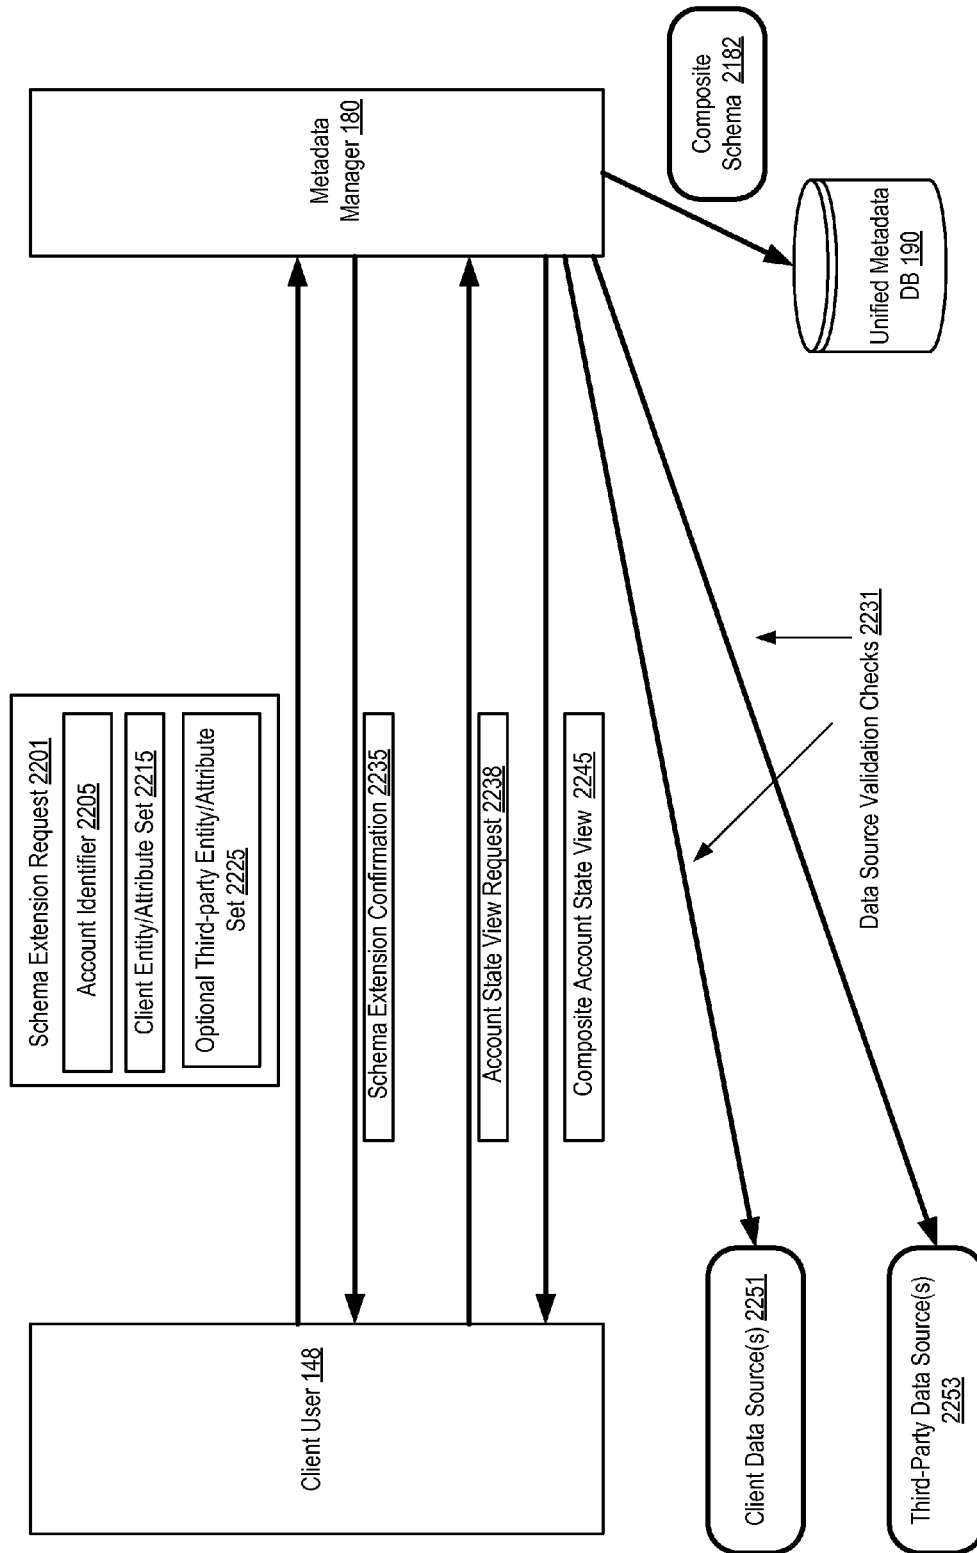 Schema Extension Request 2201
Account Identifier 2205
Client Entity/Attribute Set 2215
Optional Third-party Entity/Attribute
Set 2225
Client User 148
Metadata
Manager 180
Schema Extension Confirmation 2235
Account State View Request 2238
Composite Account State View 2245
Composite
Schema 2182
Client Data Source(s) 2251
Data Source Validation Checks 2231
Unified Metadata
DB 190
Third-Party Data Source(s)
2253